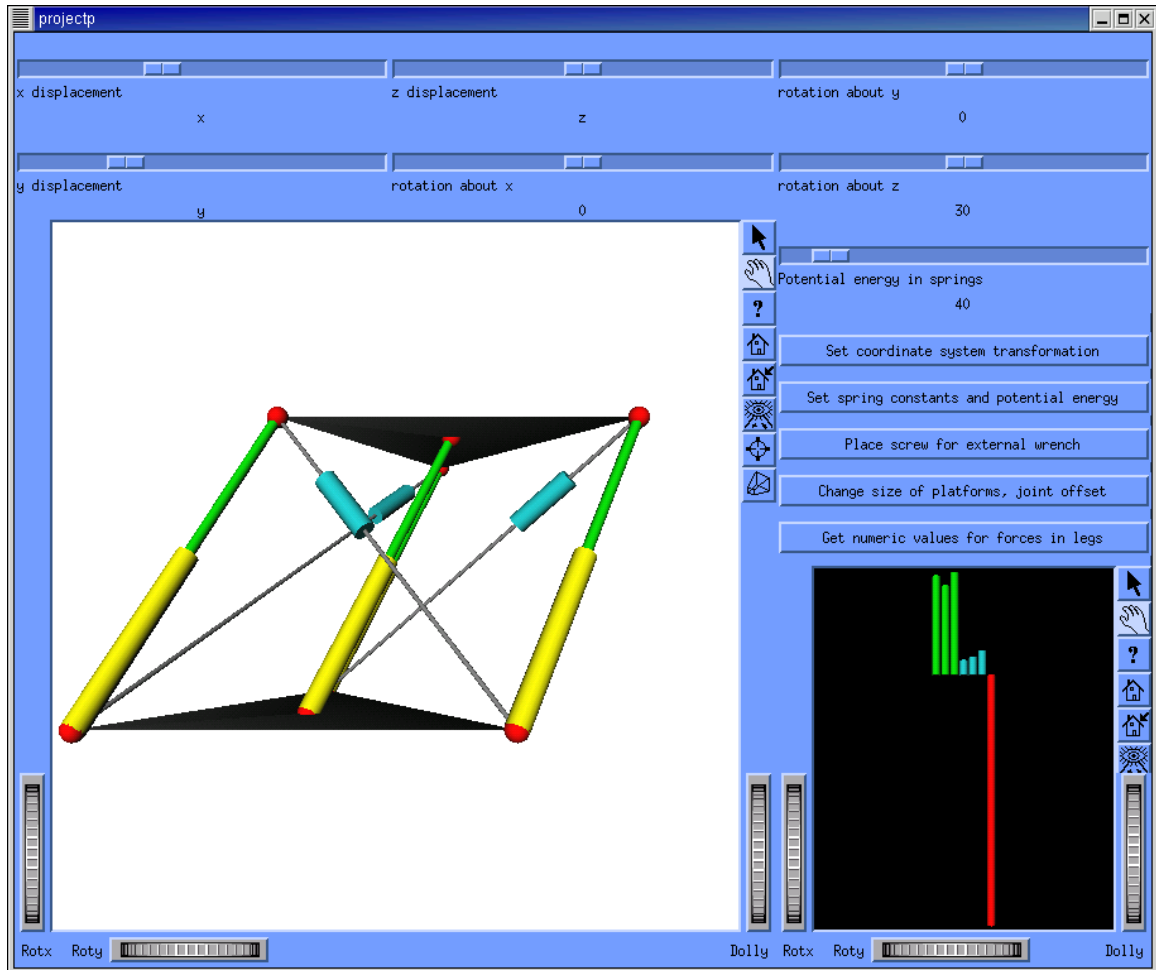 projectp
x displacement
z displacement
rotation about y
x
z
0
y displacement
rotation about x
rotation about z
y
0
30
?
Potential energy in springs
40
Set coordinate system transformation
Set spring constants and potential energy
Place screw for external wrench
Change size of platforms, joint offset
Get numeric values for forces in legs
?
Rotx Roty Dolly Rotx Roty Dolly